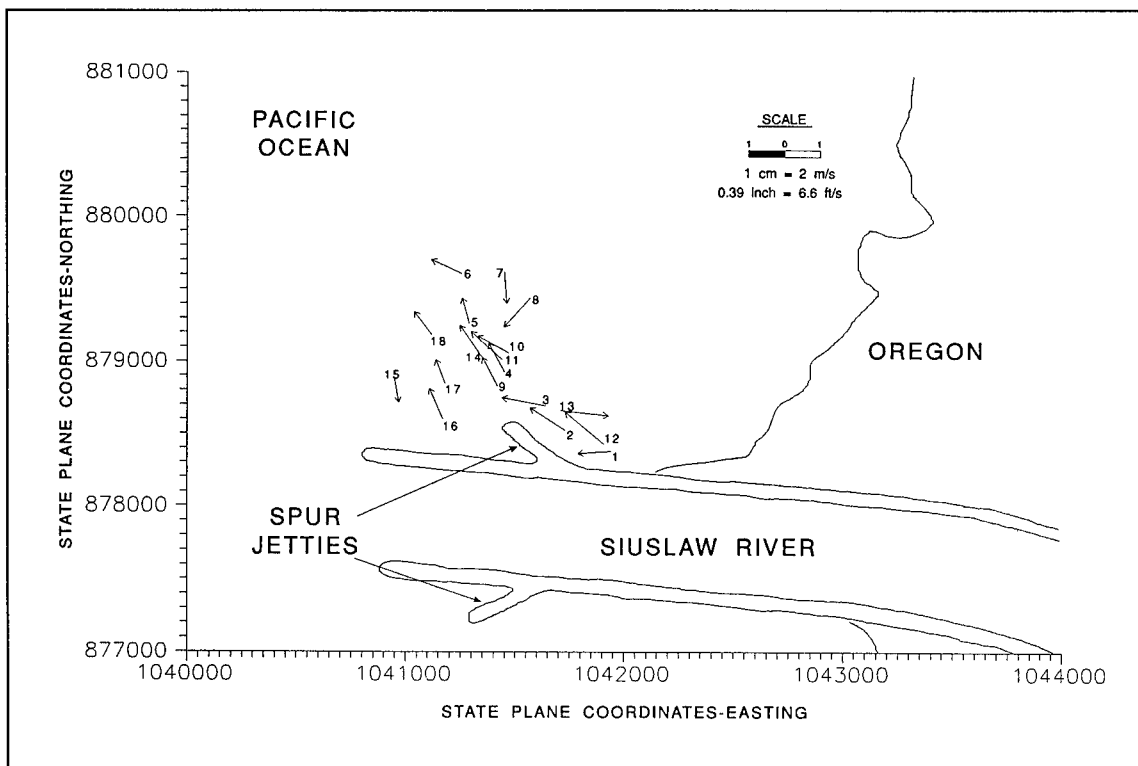 881000
880000
879000
878000
877000
STATE PLANE COORDINATES-NORTHING
PACIFIC
OCEAN
SCALE
1 0 1
1 cm = 2 m/s
0.39 Inch = 6.6 ft/s
6
7
8
5
18
10
11
14
4
15
17
9
3
13
16
2
12
1
OREGON
SPUR
JETTIES
SIUSLAW RIVER
1040000
1041000
1042000
1043000
1044000
STATE PLANE COORDINATES-EASTING